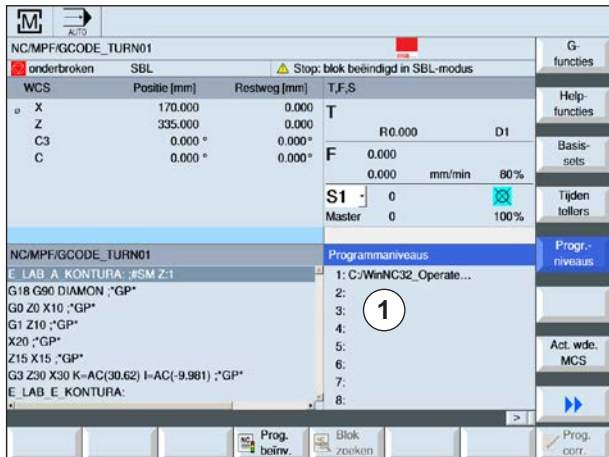 M
AUTO
NC/MPF/GCODE_TURN01
onderbroken SBL Stop: blok beëindigd in SBL-modus
WCS Positie [mm] Restweg [mm] T,F,S
X 170.000 0.000
Z 335.000 0.000
C3 0.000 ° 0.000°
C 0.000 ° 0.000°
T
R0.000 D1
F 0.000
0.000 mm/min 80%
S1 0
Master 0 100%
NC/MPF/GCODE_TURN01
E_LAB_A_KONTURA: ;#SM Z:1
G18 G90 DIAMON ;*GP*
G0 Z0 X10 ;*GP*
G1 Z10 ;*GP*
X20 ;*GP*
Z15 X15 ;*GP*
G3 Z30 X30 K=AC(30.62) I=AC(-9.981) ;*GP*
E_LAB_E_KONTURA:
Programmaniveaus
1: C:/WinNC32_Operate...
2:
3:
4:
5:
6:
7:
8:
1
>
G-
functies
Help-
functies
Basis-
sets
Tijden
tellers
Progr.-
niveaus
Act. wde.
MCS
NC
Prog.
beïnv.
Blok
zoeken
Prog.
corr.